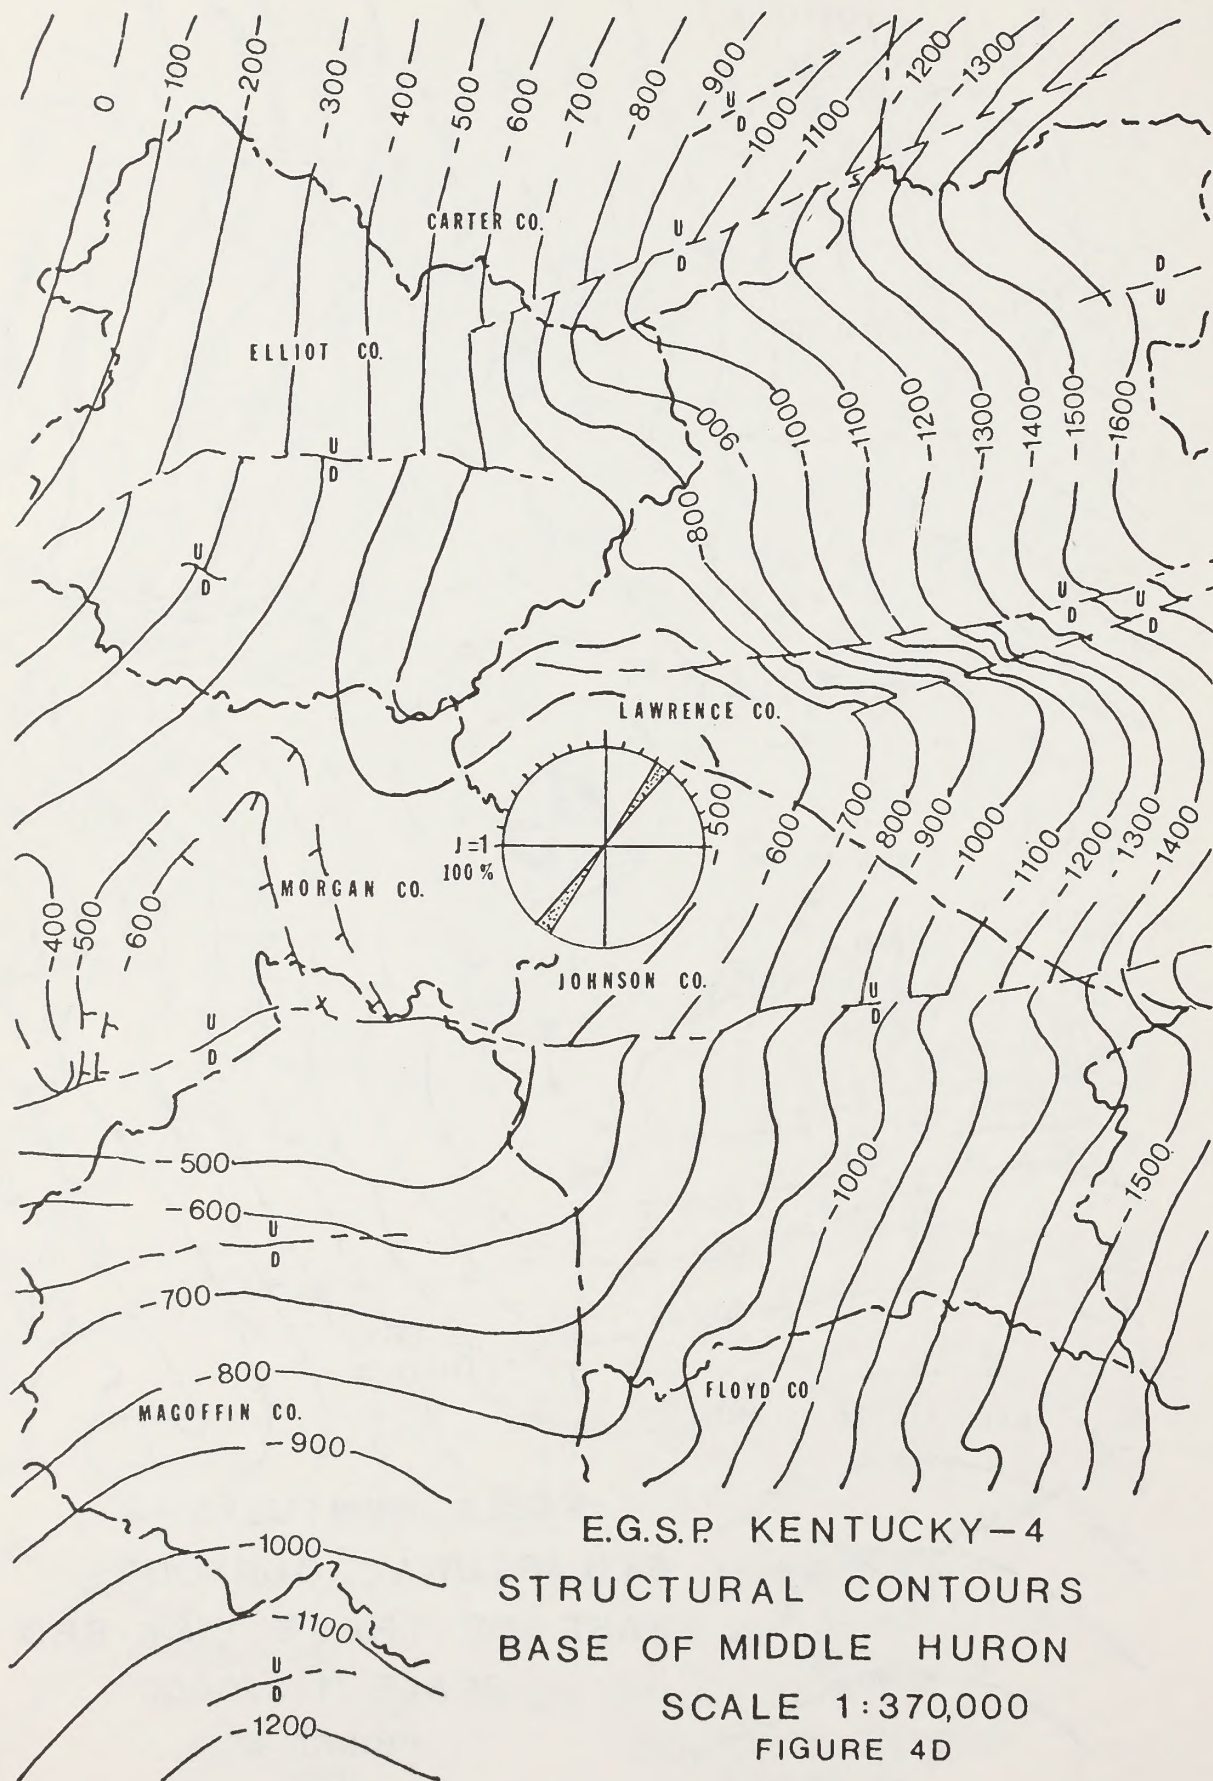 0
-100
-200
-300
-400
-500
-600
-700
-800
-900
-1000
-1100
-1200
-1300
U
D
CARTER CO.
U
D
D
U
ELLIOT CO.
U
D
900
-1000
-1100
-1200
-1300
-1400
-1500
-1600
-800
U
D
U
D
U
D
LAWRENCE CO.
-500
-600
-700
-800
-900
-1000
-1100
-1200
-1300
-1400
J=1
100%
MORGAN CO.
-400
-500
-600
JOHNSON CO.
U
D
U
D
-500
-600
U
D
-700
-1000
-1500
-800
FLOYD CO
MAGOFFIN CO.
-900
-1000
-1100
U
D
-1200
E.G.S.P. KENTUCKY-4
STRUCTURAL CONTOURS
BASE OF MIDDLE HURON
SCALE 1:370,000
FIGURE 4D